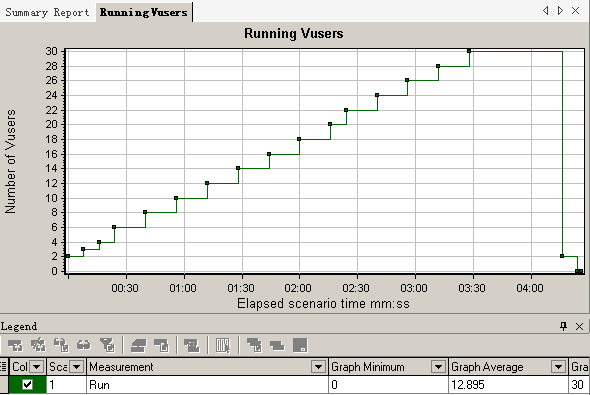 Summary Report Running Vusers
Running Vusers
Number of Vusers
30
28
26
24
22
20
18
16
14
12
10
8
6
4
2
0
00:30 01:00 01:30 02:00 02:30 03:00 03:30 04:00
Elapsed scenario time mm:ss
Legend
Col Sca Measurement Graph Minimum Graph Average Gra
1 Run 0 12.895 30